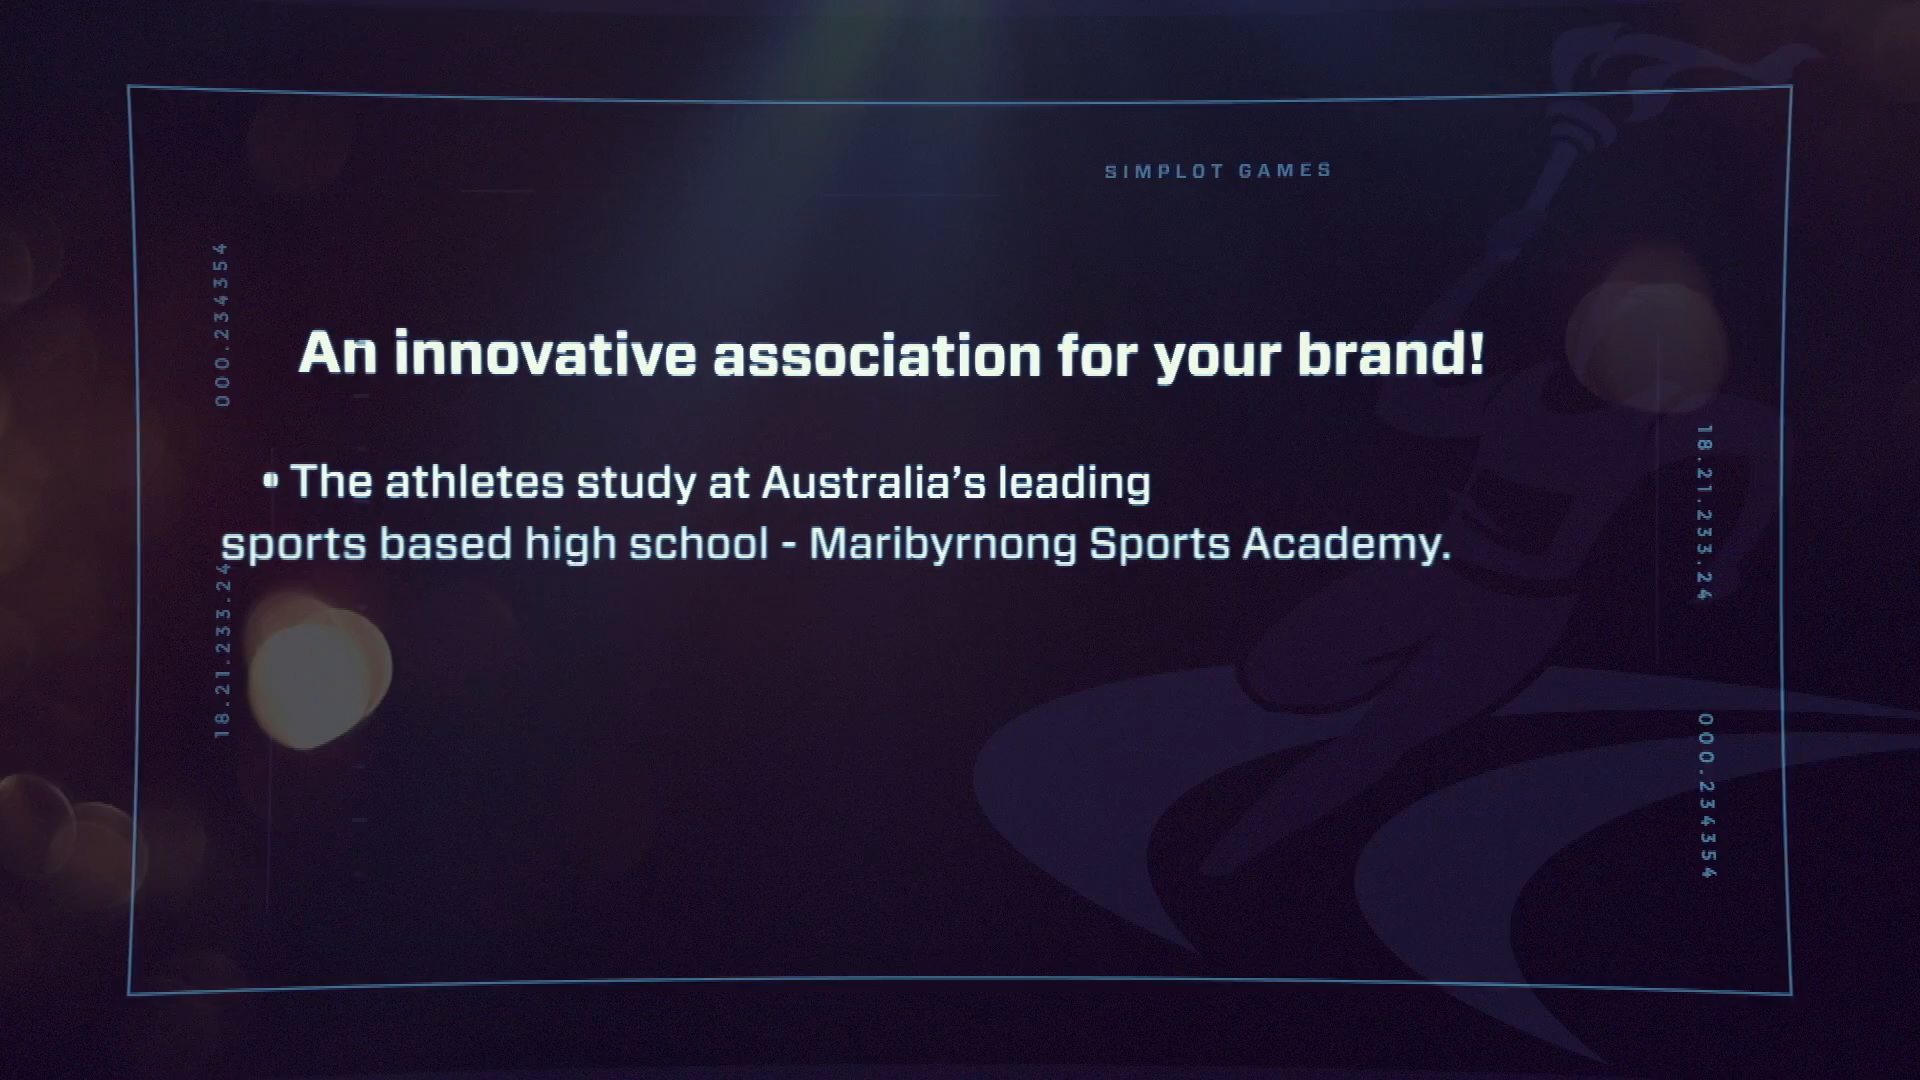 SIMPLOT GAMES
000.234354
An innovative association for your brand!
18.21.233.24
• The athletes study at Australia’s leading
sports based high school - Maribyrnong Sports Academy.
18.21.233.24
000.234354